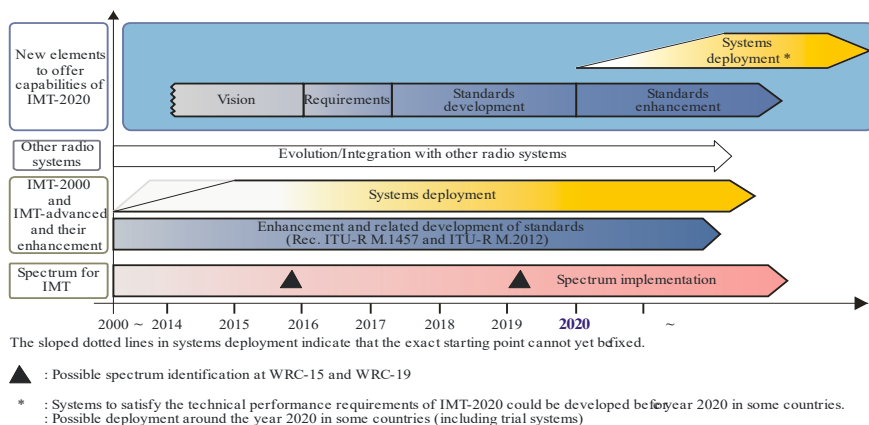 New elements
to offer
capabilities of
IMT-2020
Systems
deployment *
Vision
Requirements
Standards
development
Standards
enhancement
Other radio
systems
Evolution/Integration with other radio systems
IMT-2000
and
IMT-advanced
and their
enhancement
Systems deployment
Enhancement and related development of standards
(Rec. ITU-R M.1457 and ITU-R M.2012)
Spectrum for
IMT
Spectrum implementation
2000 ~ 2014 2015 2016 2017 2018 2019 2020 ~
The sloped dotted lines in systems deployment indicate that the exact starting point cannot yet be fixed.
: Possible spectrum identification at WRC-15 and WRC-19
* : Systems to satisfy the technical performance requirements of IMT-2020 could be developed before year 2020 in some countries.
: Possible deployment around the year 2020 in some countries (including trial systems)